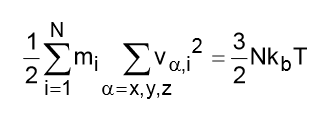 ½ ∑_{i=1}^{N} m_i ∑_{α=x,y,z} v_{α,i}² = 3/2 Nk_bT